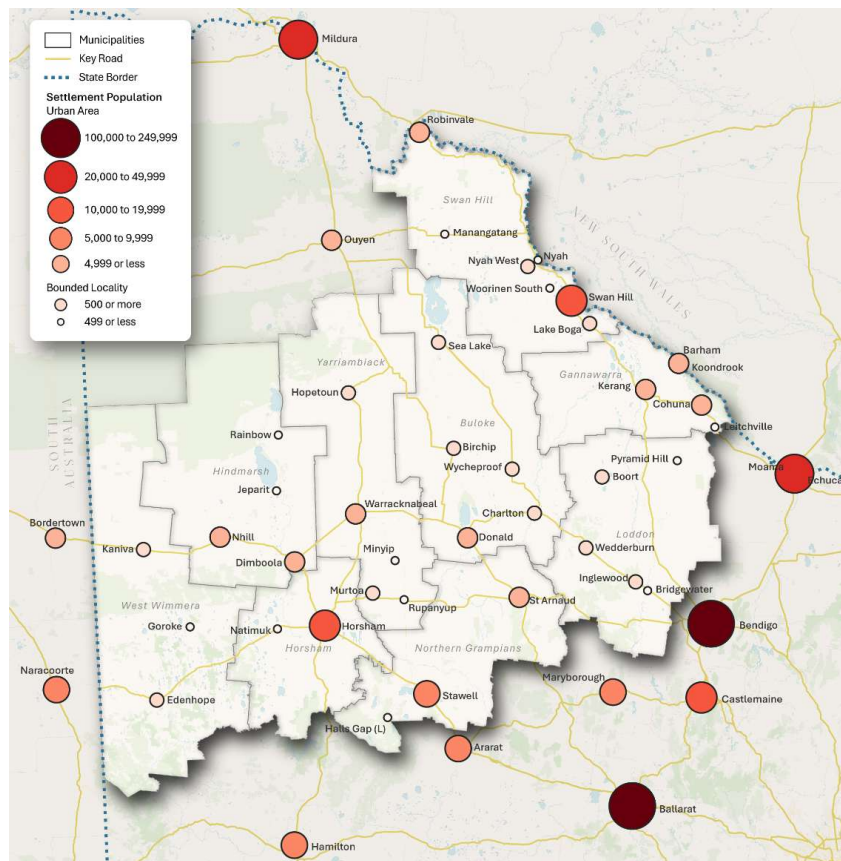 Municipalities
Key Road
State Border
Settlement Population
Urban Area
100,000 to 249,999
20,000 to 49,999
10,000 to 19,999
5,000 to 9,999
4,999 or less
Bounded Locality
500 or more
499 or less
Mildura
Robinvale
Swan Hill
NEW SOUTH WALES
Ouyen
Manangatang
Nyah
Nyah West
Woorinen South
Swan Hill
Lake Boga
Sea Lake
Barham
Koondrook
Yarriambiack
Gannawarra
Kerang
Hopetoun
Cohuna
Buloke
Leitchville
SOUTH
AUSTRALIA
Rainbow
Birchip
Pyramid Hill
Hindmarsh
Wycheproof
Moama
Echuca
Boort
Jeparit
Warracknabeal
Charlton
Bordertown
Nhill
Loddon
Kaniva
Donald
Wedderburn
Dimboola
Minyip
Inglewood
Bridgewater
Murtoa
Rupanyup
St Arnaud
West Wimmera
Goroke
Natimuk
Horsham
Bendigo
Horsham
Northern Grampians
Naracoorte
Maryborough
Edenhope
Stawell
Castlemaine
Halls Gap (L)
Ararat
Ballarat
Hamilton